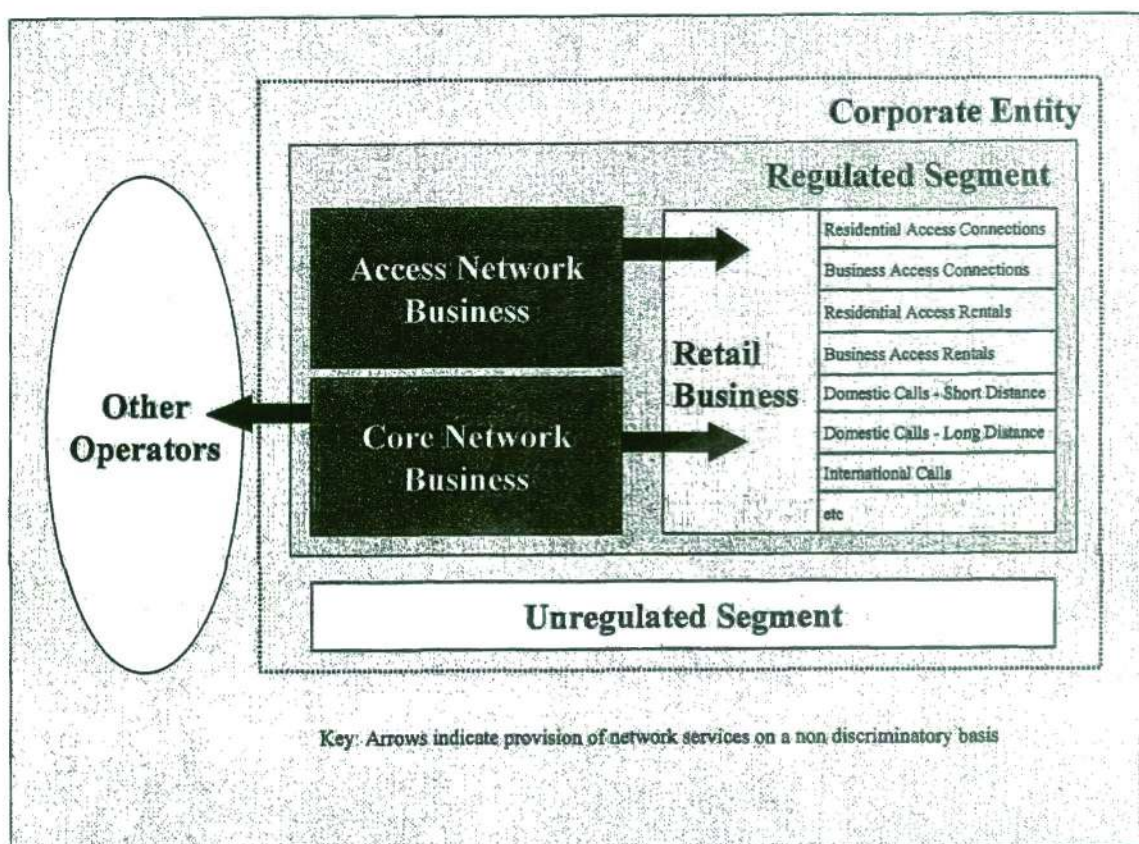 Corporate Entity
Regulated Segment
Access Network
Business
Core Network
Business
Retail
Business
Residential Access Connections
Business Access Connections
Residential Access Rentals
Business Access Rentals
Domestic Calls - Short Distance
Domestic Calls - Long Distance
International Calls
etc
Other
Operators
Unregulated Segment
Key: Arrows indicate provision of network services on a non discriminatory basis